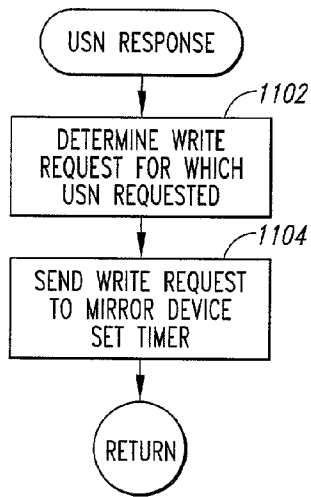 USN RESPONSE
1102
DETERMINE WRITE
REQUEST FOR WHICH
USN REQUESTED
1104
SEND WRITE REQUEST
TO MIRROR DEVICE
SET TIMER
RETURN